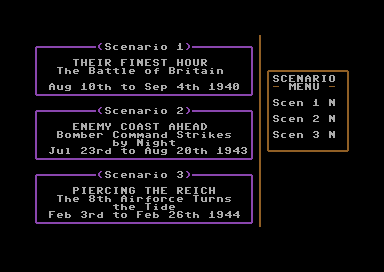 (Scenario 1)
THEIR FINEST HOUR
The Battle of Britain
Aug 10th to Sep 4th 1940
(Scenario 2)
ENEMY COAST AHEAD
Bomber Command Strikes
by Night
Jul 23rd to Aug 20th 1943
(Scenario 3)
PIERCING THE REICH
The 8th Airforce Turns
the Tide
Feb 3rd to Feb 26th 1944
SCENARIO
- MENU -
Scen 1 N
Scen 2 N
Scen 3 N